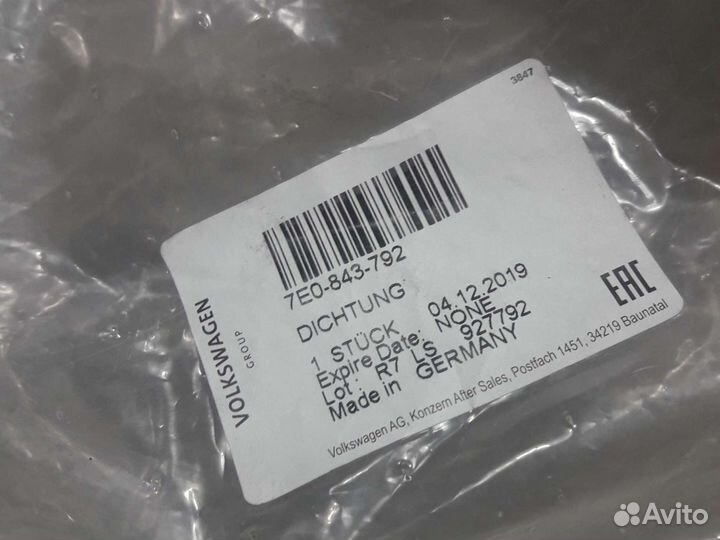 3847
7E0-843-792
DICHTUNG
1 STÜCK 04.12.2019
Expire Date: NONE
Lot: R7 LS 927792
Made in GERMANY
VOLKSWAGEN
GROUP
EAC
Volkswagen AG, Konzern After Sales, Postfach 1451, 34219 Baunatal
Avito